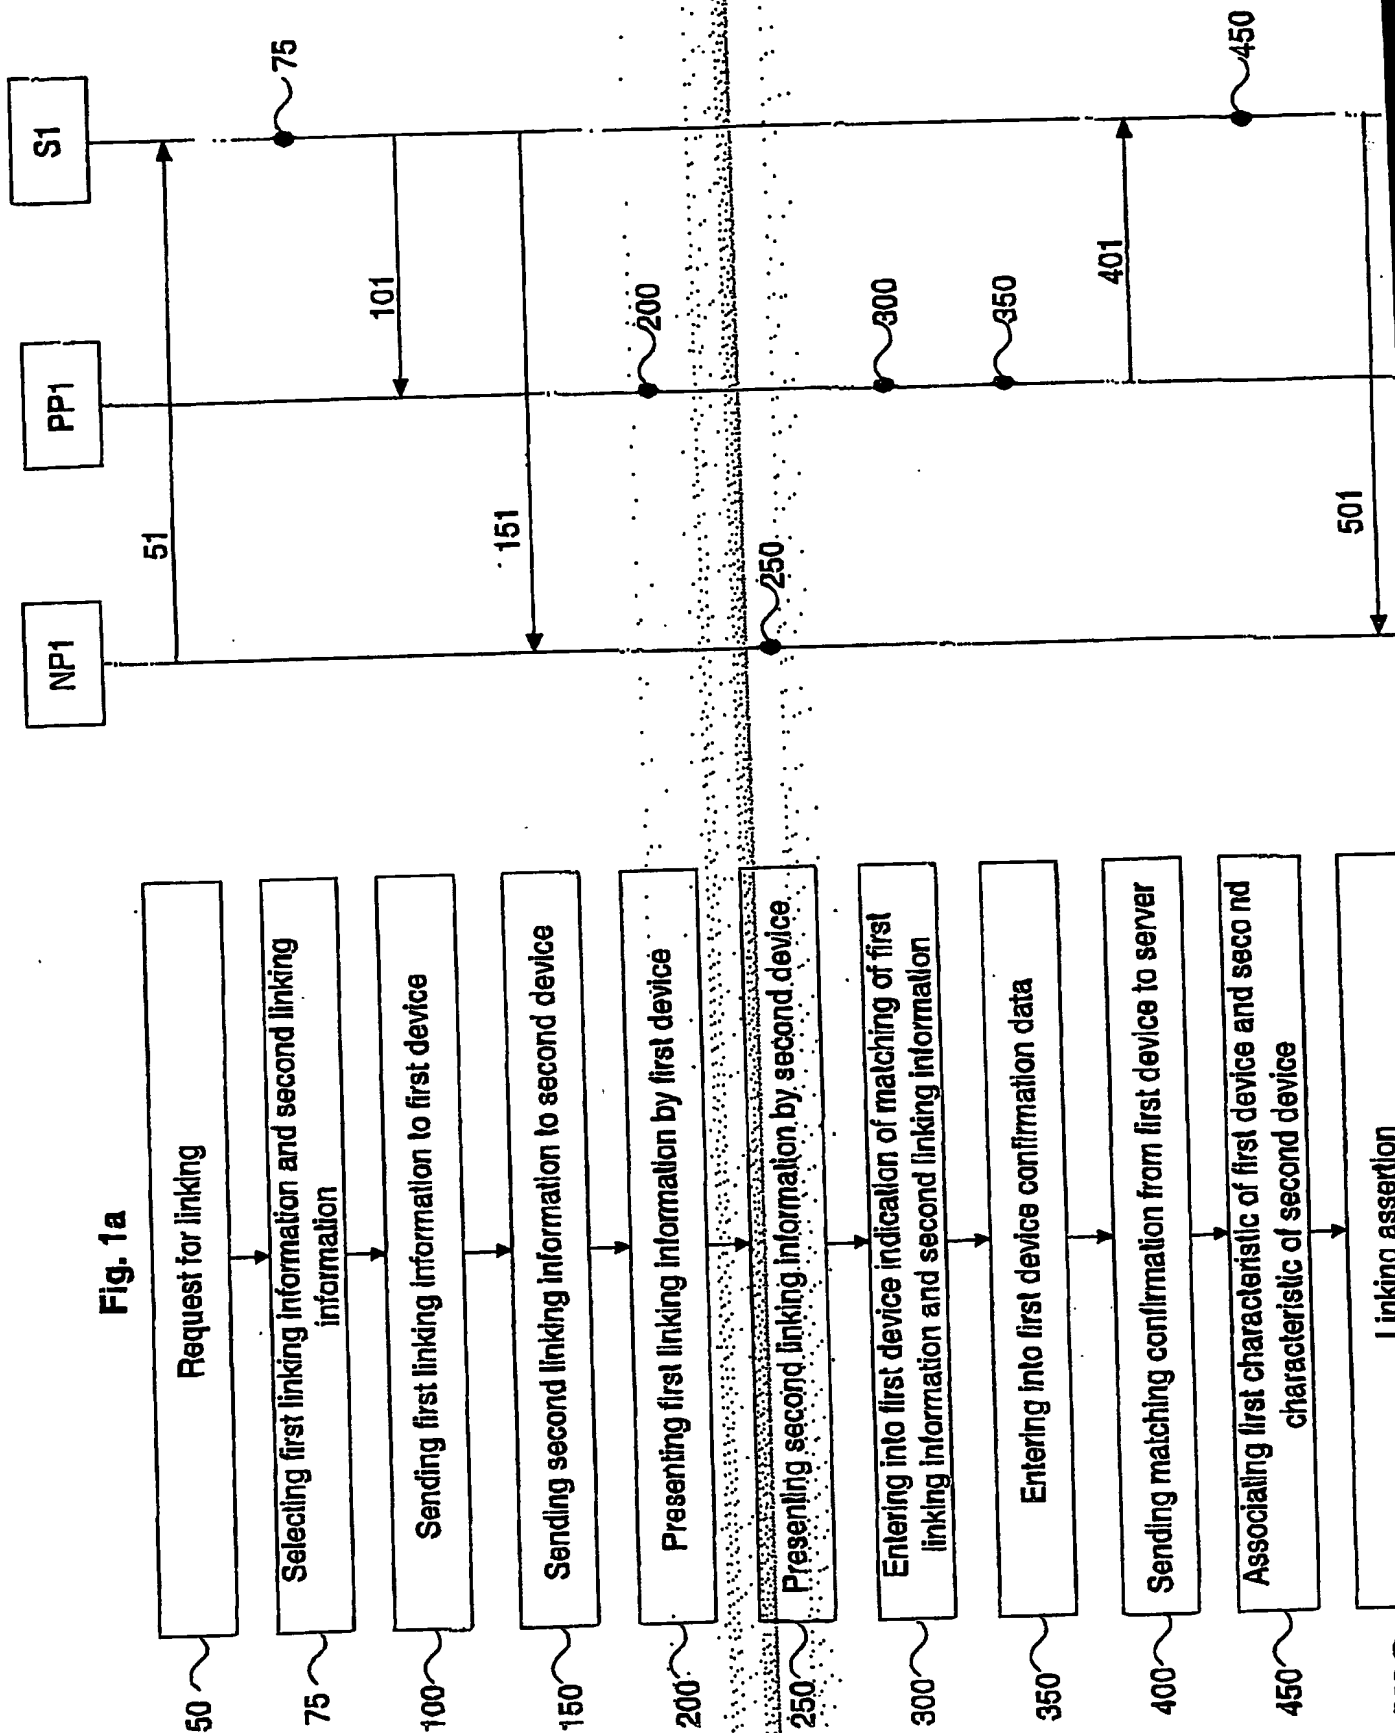 Fig. 1a
50
Request for linking
75
Selecting first linking information and second linking
information
100
Sending first linking information to first device
150
Sending second linking information to second device
200
Presenting first linking information by first device
250
Presenting second linking information by second device
300
Entering into first device indication of matching of first
linking information and second linking information
350
Entering into first device confirmation data
400
Sending matching confirmation from first device to server
450
Associating first characteristic of first device and second
characteristic of second device
Linking assertion
NP1
PP1
S1
51
75
101
151
200
250
300
350
401
450
501